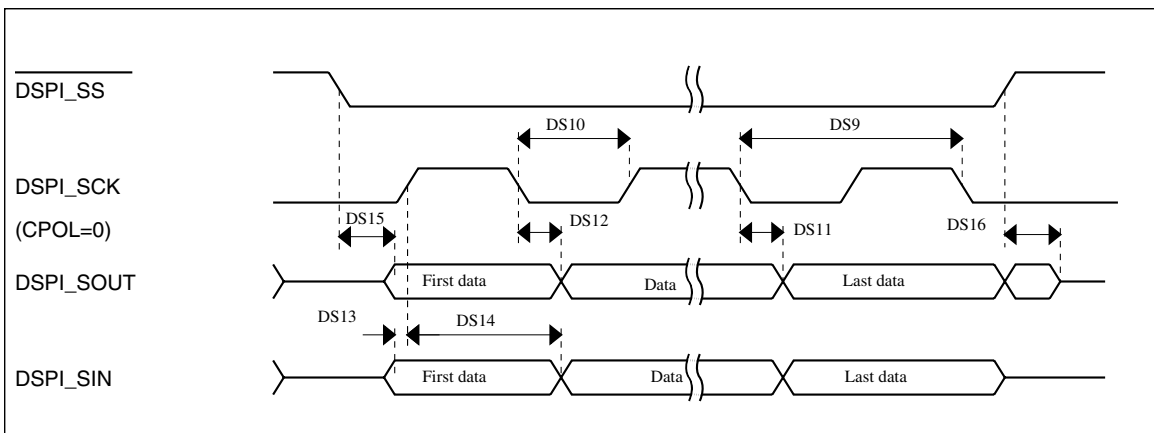 DSPI_SS
DS10
DS9
DSPI_SCK
(CPOL=0)
DS15
DS12
DS11
DS16
DSPI_SOUT
First data
Data
Last data
DS13
DS14
DSPI_SIN
First data
Data
Last data